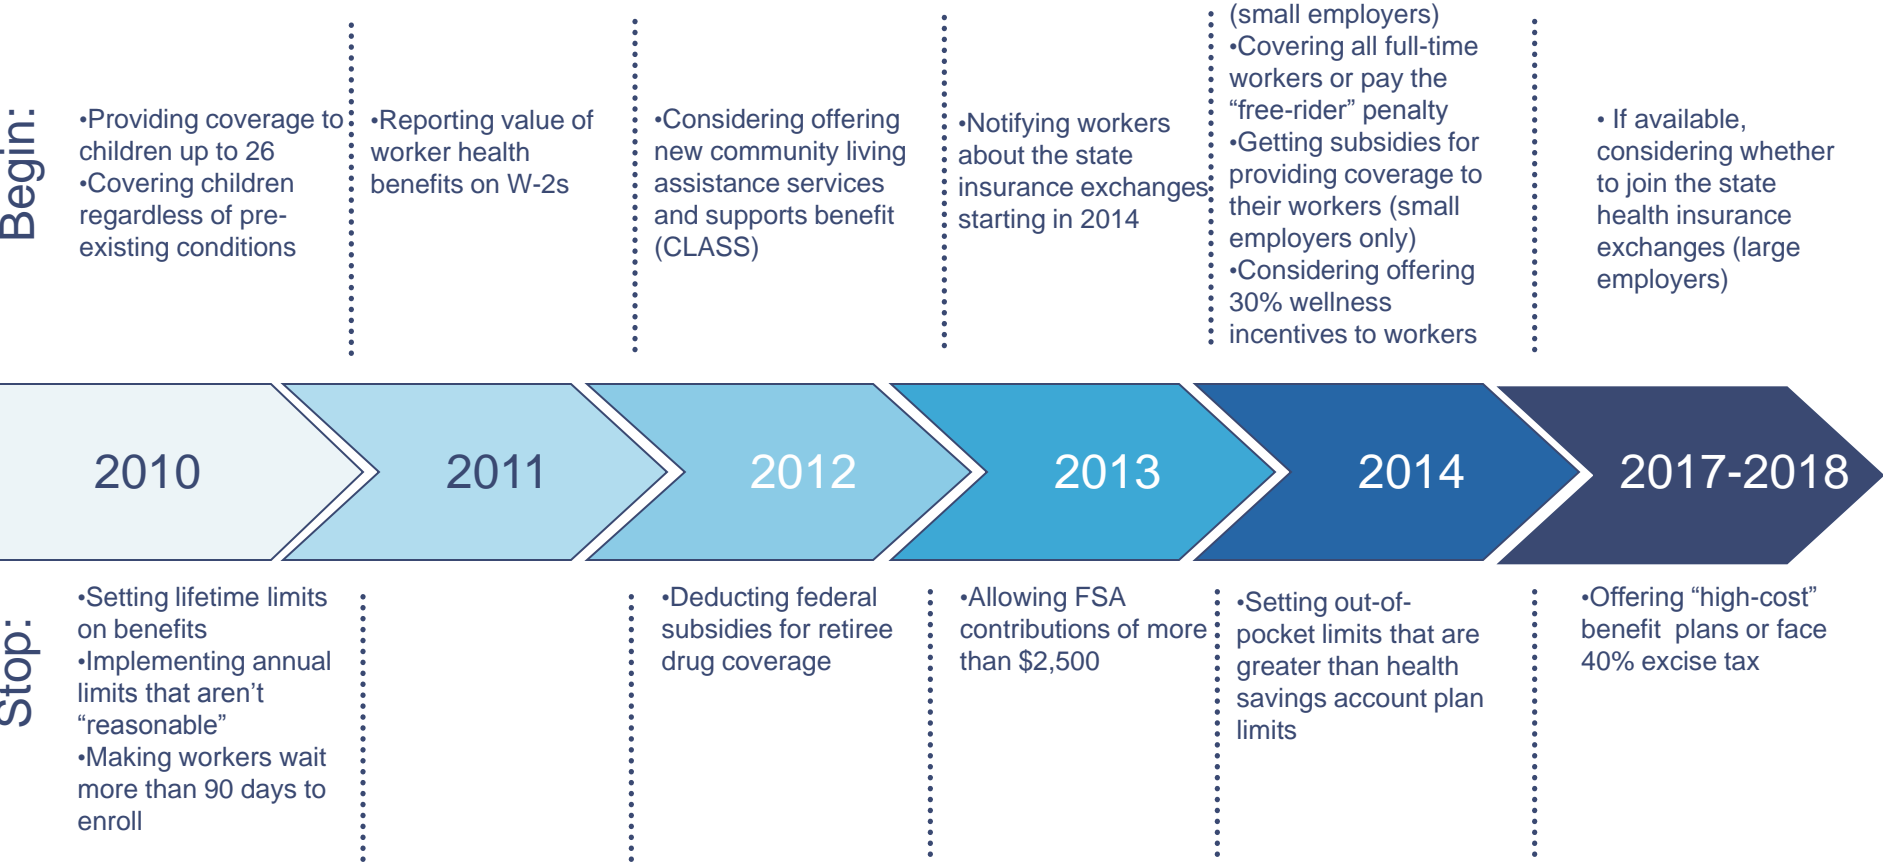 Begin:
•Providing coverage to
children up to 26
•Covering children
regardless of pre-
existing conditions
•Reporting value of
worker health
benefits on W-2s
•Considering offering
new community living
assistance services
and supports benefit
(CLASS)
•Notifying workers
about the state
insurance exchanges
starting in 2014
(small employers)
•Covering all full-time
workers or pay the
“free-rider” penalty
•Getting subsidies for
providing coverage to
their workers (small
employers only)
•Considering offering
30% wellness
incentives to workers
• If available,
considering whether
to join the state
health insurance
exchanges (large
employers)
2010
2011
2012
2013
2014
2017-2018
Stop:
•Setting lifetime limits
on benefits
•Implementing annual
limits that aren’t
“reasonable”
•Making workers wait
more than 90 days to
enroll
•Deducting federal
subsidies for retiree
drug coverage
•Allowing FSA
contributions of more
than $2,500
•Setting out-of-
pocket limits that are
greater than health
savings account plan
limits
•Offering “high-cost”
benefit plans or face
40% excise tax